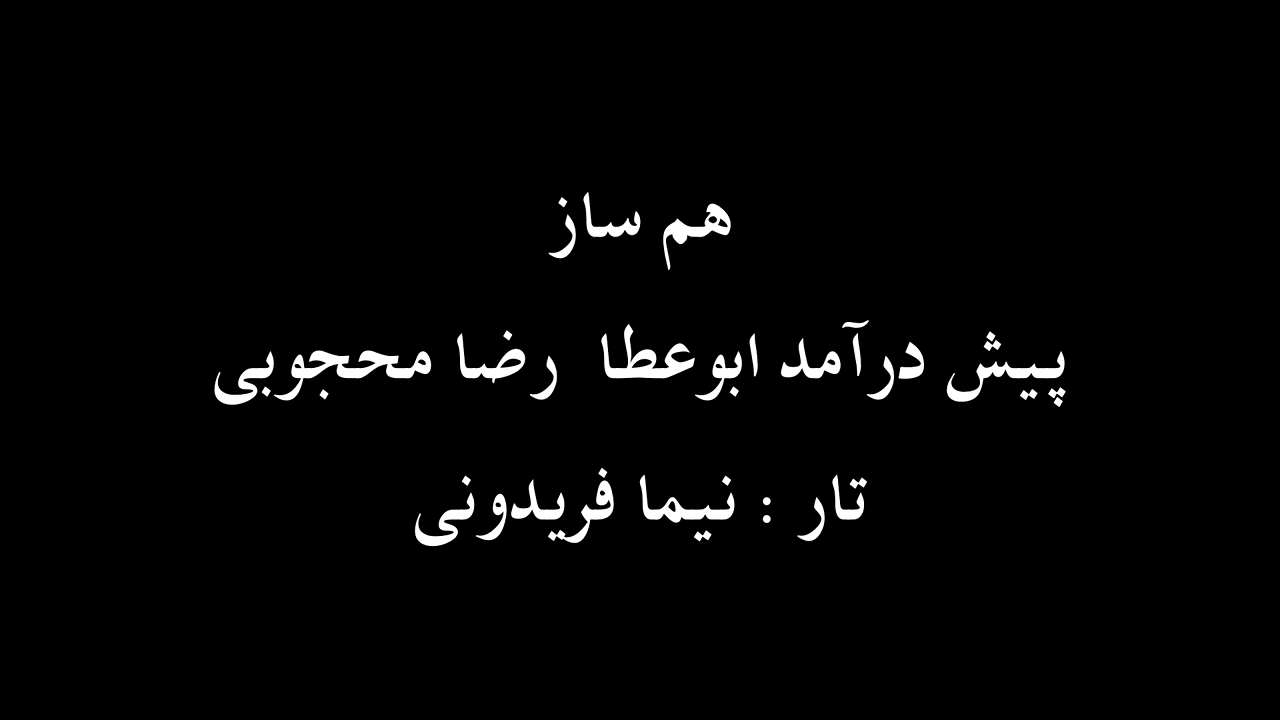 هم ساز
پیش درآمد ابوعطا رضا محجوبی
تار : نیما فریدونی